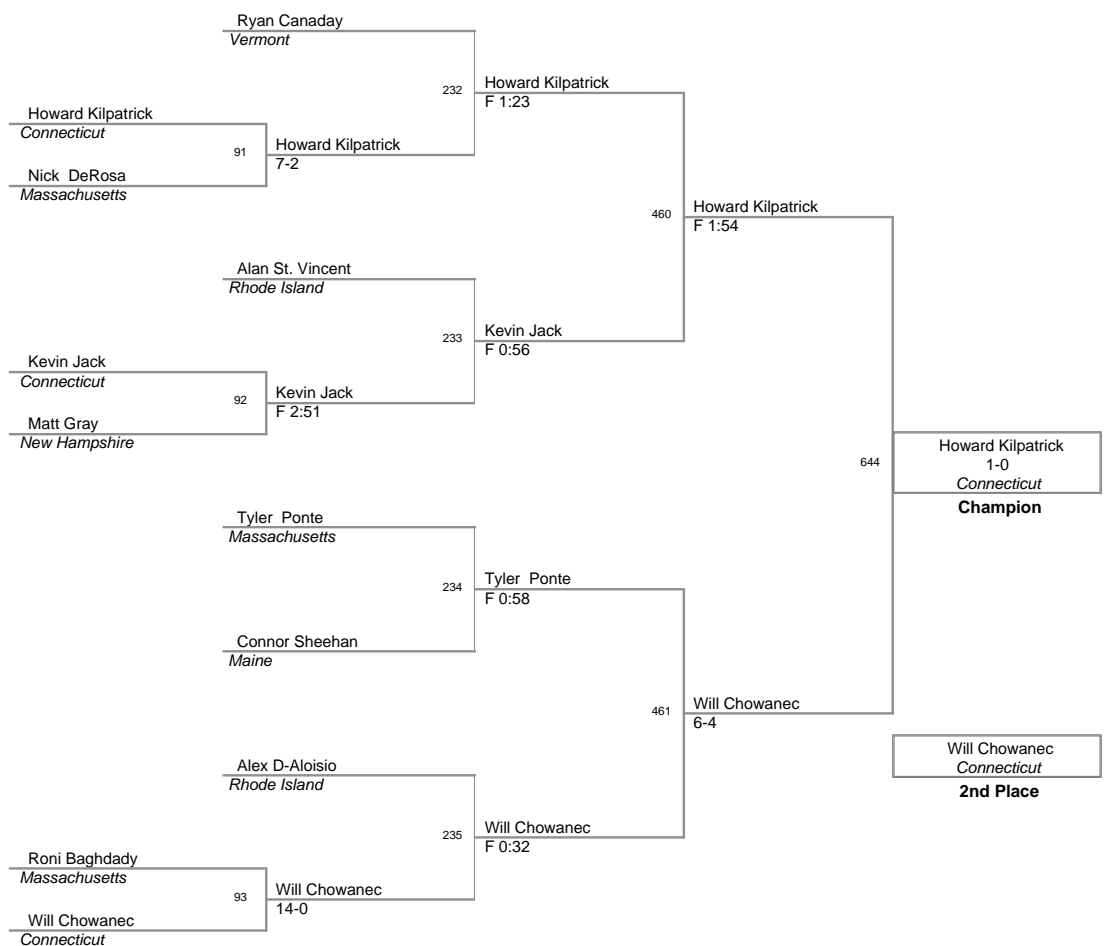 Ryan Canaday
Vermont
232
Howard Kilpatrick
F 1:23
Howard Kilpatrick
Connecticut
91
Howard Kilpatrick
7-2
Nick  DeRosa
Massachusetts
460
Howard Kilpatrick
F 1:54
Alan St. Vincent
Rhode Island
233
Kevin Jack
F 0:56
Kevin Jack
Connecticut
92
Kevin Jack
F 2:51
Matt Gray
New Hampshire
644
Howard Kilpatrick
1-0
Connecticut
Champion
Tyler  Ponte
Massachusetts
234
Tyler  Ponte
F 0:58
Connor Sheehan
Maine
461
Will Chowanec
6-4
Will Chowanec
Connecticut
2nd Place
Alex D-Aloisio
Rhode Island
235
Will Chowanec
F 0:32
Roni Baghdady
Massachusetts
93
Will Chowanec
14-0
Will Chowanec
Connecticut